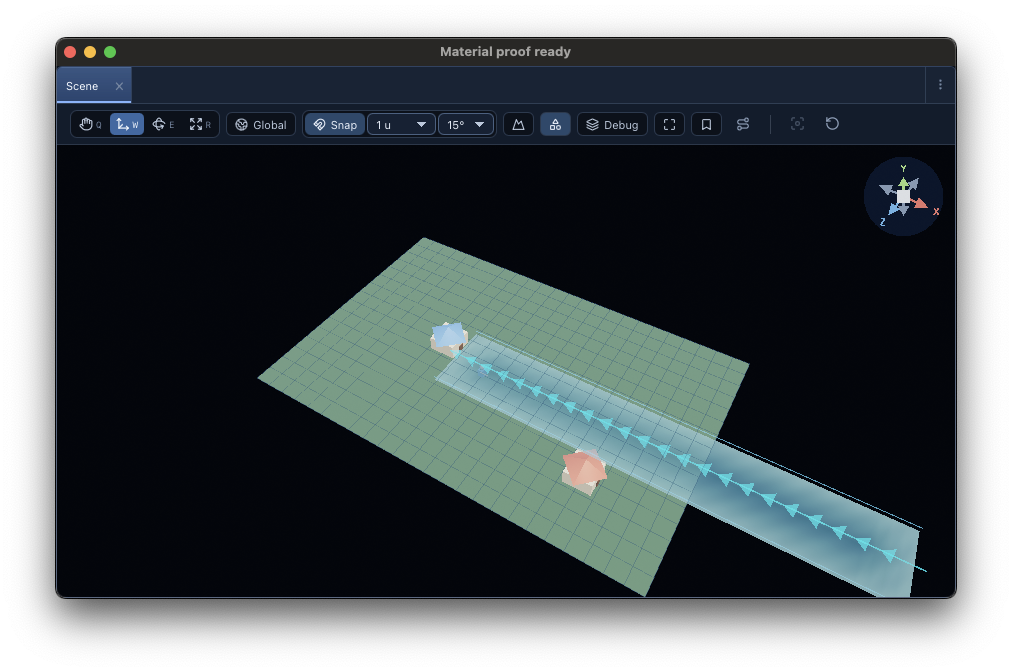 Material proof ready
Scene
Q W E R Global Snap 1 u 15° Debug
Y
X
Z